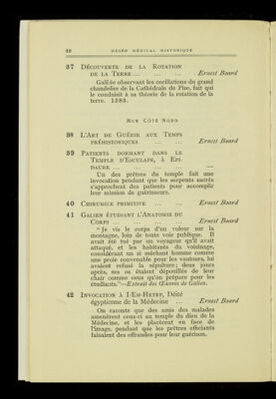 88 MUSÉE MÉDICAL HISTORIQUE
37 DÉCOUVERTE DE LA ROTATION
DE LA TERRE ... ... ... Ernest Board
Galilée observant les oscillations du grand
chandelier de la Cathédrale de Pise, fait qui
le conduisit à sa théorie de la rotation de la
terre. 1583.
MUR CÔTÉ NORD
38 L'ART DE GUÉRIR AUX TEMPS
PRÉHISTORIQUES ... ... Ernest Board
39 PATIENTS DORMANT DANS LE
TEMPLE D'ESCULAPE, À EPI-
DAURE ... ... ... —
Un des prêtres du temple fait une
invocation pendant que les serpents sacrés
s'approchent des patients pour accomplir
leur mission de guérisseurs.
40 CHIRURGIE PRIMITIVE ... ... Ernest Board
41 GALIEN ÉTUDIANT L'ANATOMIE DU
CORPS ... ... ... Ernest Board
"Je vis le corps d'un voleur sur la
montagne, loin de toute voie publique. Il
avait été tué par un voyageur qu'il avait
attaqué, et les habitants du voisinage,
considérant un si méchant homme comme
une proie convenable pour les vautours, lui
avaient refusé la sépulture; deux jours
après, ses os étaient dépouillés de leur
chair comme ceux qu'on prépare pour les
étudiants."—Extrait des Œuvres de Galien.
42 INVOCATION À I-EM-HETEP, Déité
égyptienne de la Médecine ... Ernest Board
On raconte que des amis des malades
amenèrent ceux-ci au temple du dieu de la
Médecine, et les placèrent en face de
l'image, pendant que les prêtres officiants
faisaient des offrandes pour leur guérison.